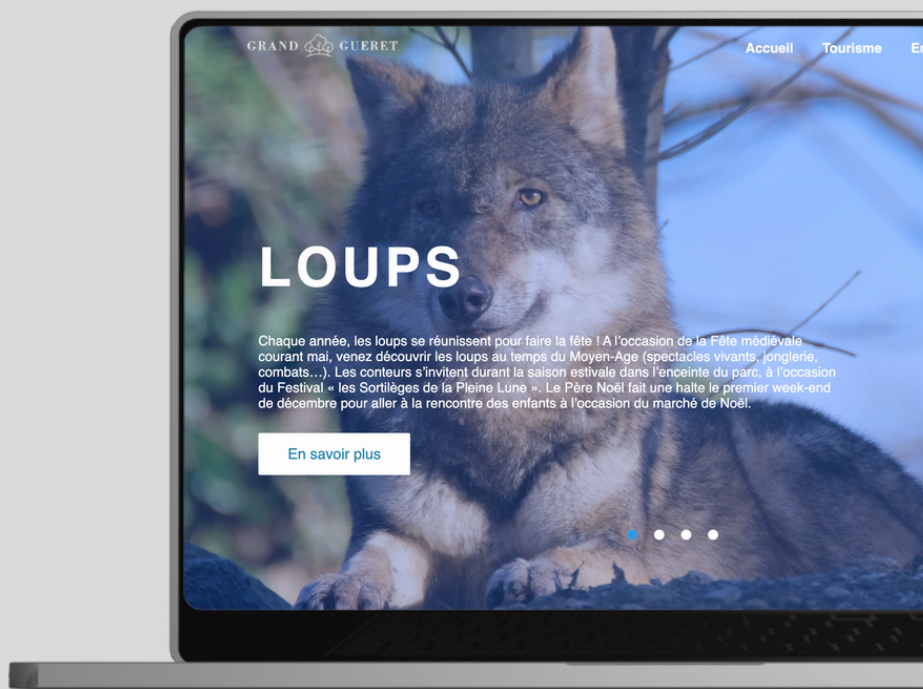 GRAND GUERET
Accueil Tourisme
LOUPS
Chaque année, les loups se réunissent pour faire la fête ! A l'occasion de la Fête médiévale
courant mai, venez découvrir les loups au temps du Moyen-Age (spectacles vivants, jonglerie,
combats…). Les conteurs s'invitent durant la saison estivale dans l'enceinte du parc, à l'occasion
du Festival « les Sortilèges de la Pleine Lune ». Le Père Noël fait une halte le premier week-end
de décembre pour aller à la rencontre des enfants à l'occasion du marché de Noël.
En savoir plus